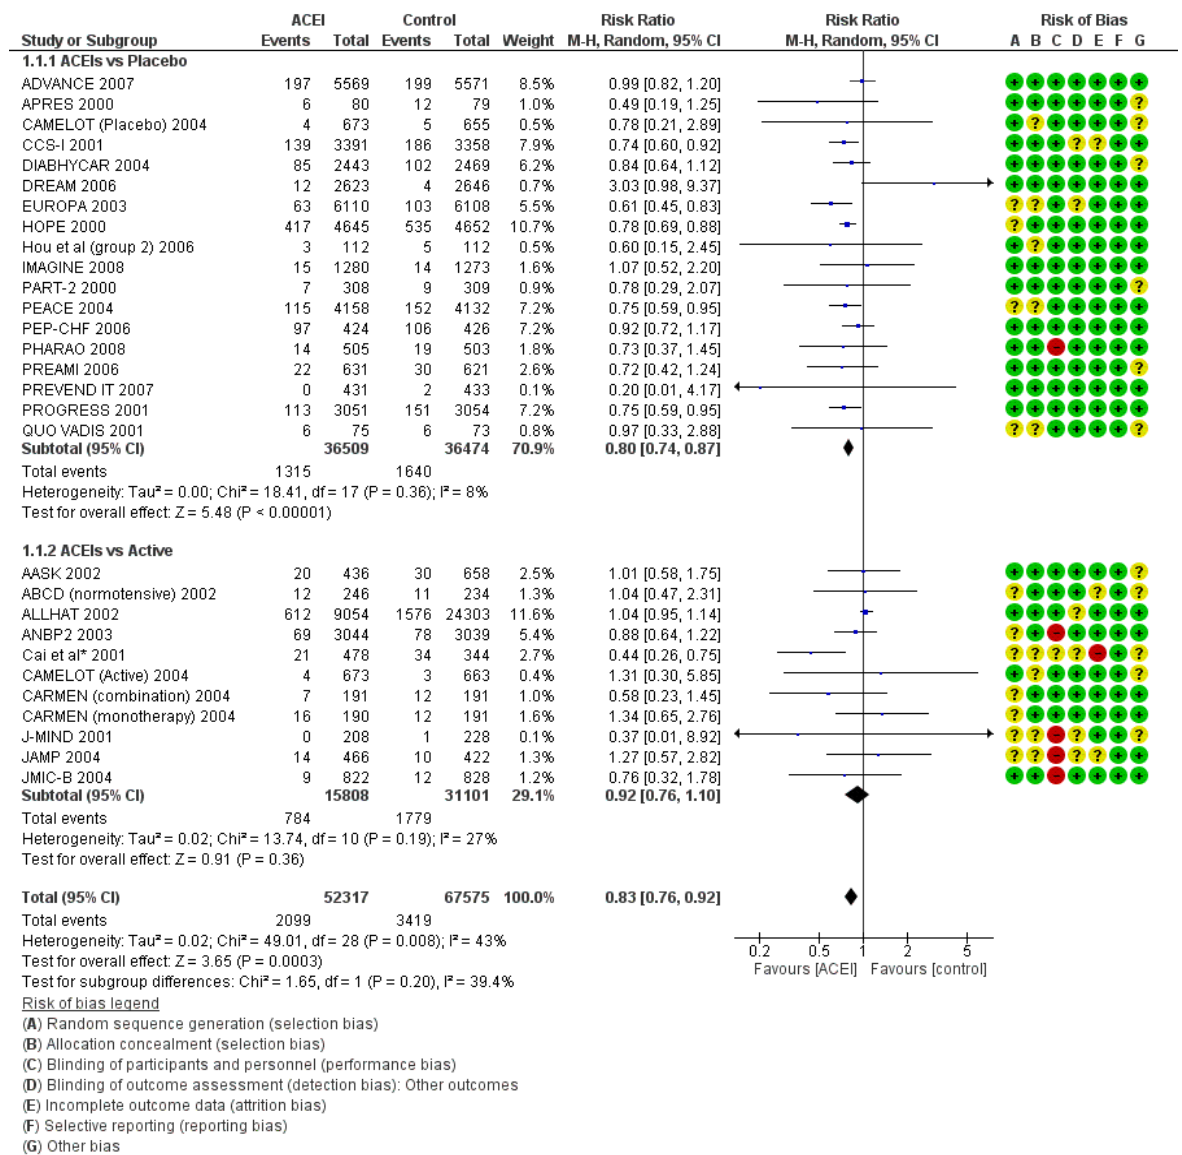 ACEI Control Risk Ratio Risk Ratio Risk of Bias
Study or Subgroup Events Total Events Total Weight M-H, Random, 95% CI M-H, Random, 95% CI A B C D E F G
1.1.1 ACEIs vs Placebo
ADVANCE 2007 197 5569 199 5571 8.5% 0.99 [0.82, 1.20] + + + + + + +
APRES 2000 6 80 12 79 1.0% 0.49 [0.19, 1.25] + + + + + + ?
CAMELOT (Placebo) 2004 4 673 5 655 0.5% 0.78 [0.21, 2.89] + ? + + + + ?
CCS-I 2001 139 3391 186 3358 7.9% 0.74 [0.60, 0.92] + + + ? ? + +
DIABHYCAR 2004 85 2443 102 2469 6.2% 0.84 [0.64, 1.12] + + + + + + ?
DREAM 2006 12 2623 4 2646 0.7% 3.03 [0.98, 9.37] + + + + + + +
EUROPA 2003 63 6110 103 6108 5.5% 0.61 [0.45, 0.83] ? ? + ? + + +
HOPE 2000 417 4645 535 4652 10.7% 0.78 [0.69, 0.88] ? + + + + + +
Hou et al (group 2) 2006 3 112 5 112 0.5% 0.60 [0.15, 2.45] + ? + + + + +
IMAGINE 2008 15 1280 14 1273 1.6% 1.07 [0.52, 2.20] + + + + + + +
PART-2 2000 7 308 9 309 0.9% 0.78 [0.29, 2.07] + + + + + + ?
PEACE 2004 115 4158 152 4132 7.2% 0.75 [0.59, 0.95] ? ? + + + + +
PEP-CHF 2006 97 424 106 426 7.2% 0.92 [0.72, 1.17] + + + + + + +
PHARAO 2008 14 505 19 503 1.8% 0.73 [0.37, 1.45] + + - + + + +
PREAMI 2006 22 631 30 621 2.6% 0.72 [0.42, 1.24] + + + + + + ?
PREVEND IT 2007 0 431 2 433 0.1% 0.20 [0.01, 4.17] + + + + + + +
PROGRESS 2001 113 3051 151 3054 7.2% 0.75 [0.59, 0.95] + + + + + + +
QUO VADIS 2001 6 75 6 73 0.8% 0.97 [0.33, 2.88] ? ? + + + + ?
Subtotal (95% CI) 36509 36474 70.9% 0.80 [0.74, 0.87]
Total events 1315 1640
Heterogeneity: Tau² = 0.00; Chi² = 18.41, df = 17 (P = 0.36); I² = 8%
Test for overall effect: Z = 5.48 (P < 0.00001)
1.1.2 ACEIs vs Active
AASK 2002 20 436 30 658 2.5% 1.01 [0.58, 1.75] + + + + + + ?
ABCD (normotensive) 2002 12 246 11 234 1.3% 1.04 [0.47, 2.31] ? + + + ? + ?
ALLHAT 2002 612 9054 1576 24303 11.6% 1.04 [0.95, 1.14] + + + ? + + +
ANBP2 2003 69 3044 78 3039 5.4% 0.88 [0.64, 1.22] ? + - + + + +
Cai et al* 2001 21 478 34 344 2.7% 0.44 [0.26, 0.75] ? ? ? ? - + ?
CAMELOT (Active) 2004 4 673 3 663 0.4% 1.31 [0.30, 5.85] + ? + + + + ?
CARMEN (combination) 2004 7 191 12 191 1.0% 0.58 [0.23, 1.45] ? + + + + + +
CARMEN (monotherapy) 2004 16 190 12 191 1.6% 1.34 [0.65, 2.76] ? + + + + + +
J-MIND 2001 0 208 1 228 0.1% 0.37 [0.01, 8.92] ? ? - ? + + ?
JAMP 2004 14 466 10 422 1.3% 1.27 [0.57, 2.82] ? ? - ? ? + ?
JMIC-B 2004 9 822 12 828 1.2% 0.76 [0.32, 1.78] + + - + + + +
Subtotal (95% CI) 15808 31101 29.1% 0.92 [0.76, 1.10]
Total events 784 1779
Heterogeneity: Tau² = 0.02; Chi² = 13.74, df = 10 (P = 0.19); I² = 27%
Test for overall effect: Z = 0.91 (P = 0.36)
Total (95% CI) 52317 67575 100.0% 0.83 [0.76, 0.92]
Total events 2099 3419
Heterogeneity: Tau² = 0.02; Chi² = 49.01, df = 28 (P = 0.008); I² = 43%
Test for overall effect: Z = 3.65 (P = 0.0003)
Test for subgroup differences: Chi² = 1.65, df = 1 (P = 0.20), I² = 39.4%
0.2 0.5 1 2 5
Favours [ACEI] Favours [control]
Risk of bias legend
(A) Random sequence generation (selection bias)
(B) Allocation concealment (selection bias)
(C) Blinding of participants and personnel (performance bias)
(D) Blinding of outcome assessment (detection bias): Other outcomes
(E) Incomplete outcome data (attrition bias)
(F) Selective reporting (reporting bias)
(G) Other bias